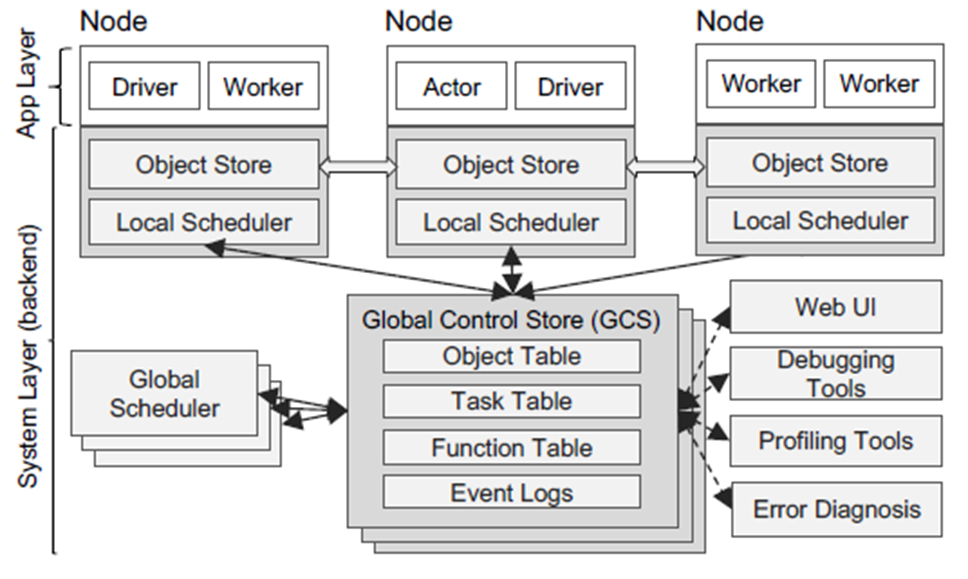 Node
Node
Node
App Layer
Driver
Worker
Actor
Driver
Worker
Worker
Object Store
Object Store
Object Store
Local Scheduler
Local Scheduler
Local Scheduler
System Layer (backend)
Global Control Store (GCS)
Object Table
Task Table
Function Table
Event Logs
Global
Scheduler
Web UI
Debugging
Tools
Profiling Tools
Error Diagnosis